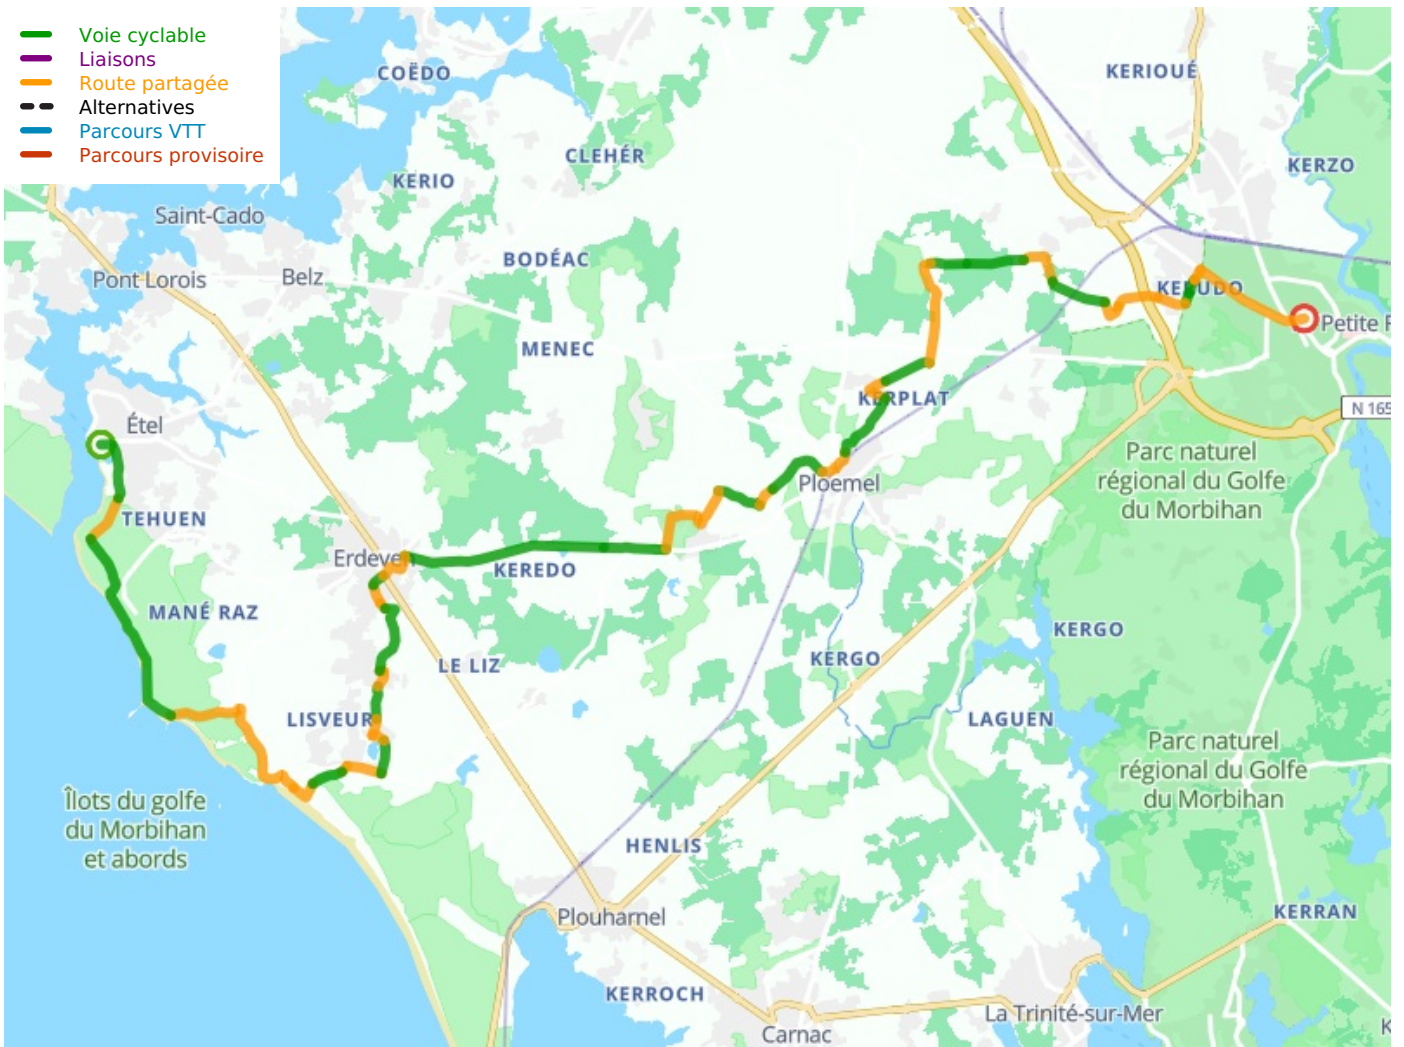 Voie cyclable
Liaisons
Route partagée
Alternatives
Parcours VTT
Parcours provisoire
COËDO
KERIOUÉ
CLEHÉR
KERZO
KERIO
Saint-Cado
BODÉAC
Pont Lorois
Belz
Petite
MENEC
KERPLAT
N 165
Étel
Parc naturel
régional du Golfe
du Morbihan
Ploemel
TEHUEN
Erdeven
KEREDO
MANÉ RAZ
KERGO
LE LIZ
KERGO
LISVEUR
LAGUEN
Parc naturel
régional du Golfe
du Morbihan
Îlots du golfe
du Morbihan
et abords
HENLIS
Plouharnel
KERRAN
KERROCH
La Trinité-sur-Mer
Carnac